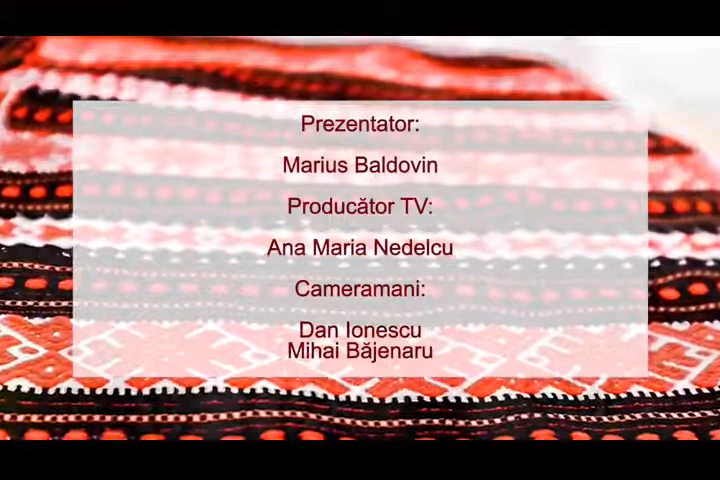 Prezentator:
Marius Baldovin
Producător TV:
Ana Maria Nedelcu
Cameramani:
Dan Ionescu
Mihai Băjenaru